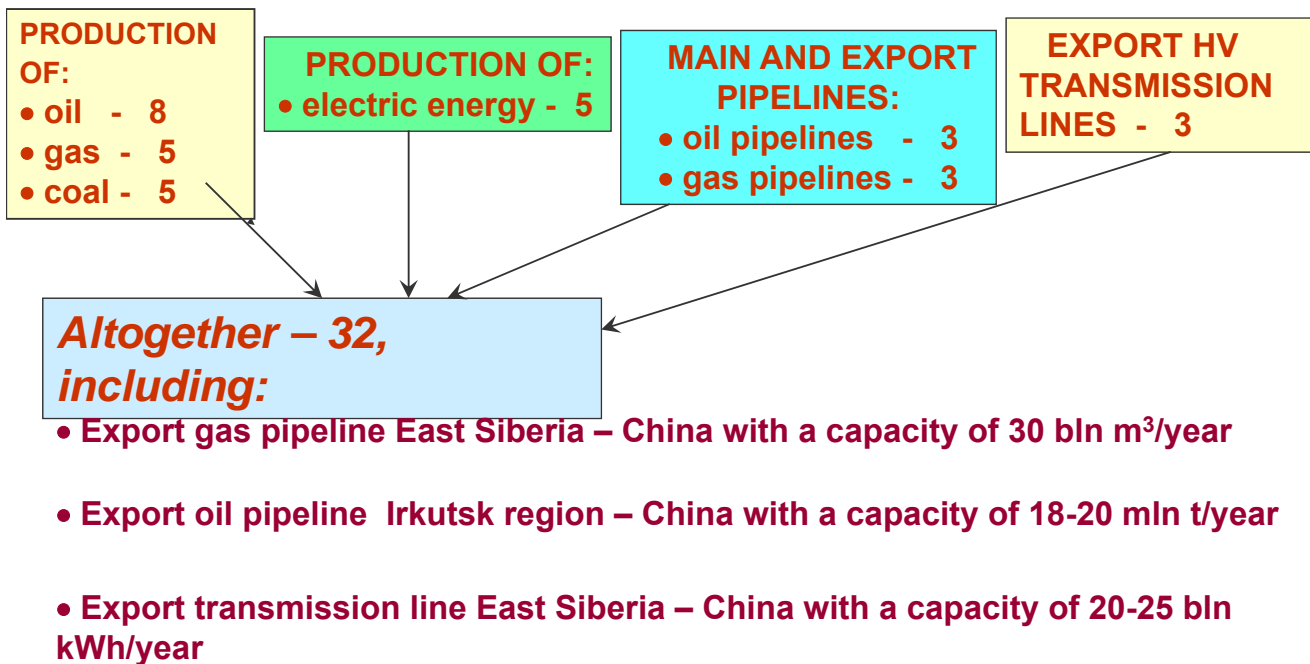 PRODUCTION
OF:
• oil - 8
• gas - 5
• coal - 5
PRODUCTION OF:
• electric energy - 5
MAIN AND EXPORT
PIPELINES:
• oil pipelines - 3
• gas pipelines - 3
EXPORT HV
TRANSMISSION
LINES - 3
Altogether – 32,
including:
• Export gas pipeline East Siberia – China with a capacity of 30 bln m³/year
• Export oil pipeline Irkutsk region – China with a capacity of 18-20 mln t/year
• Export transmission line East Siberia – China with a capacity of 20-25 bln
kWh/year